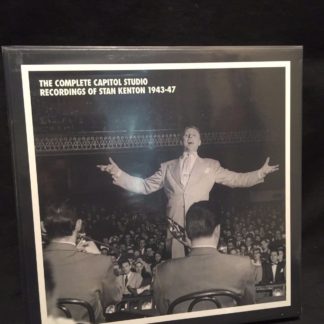 THE COMPLETE CAPITOL STUDIO
RECORDINGS OF STAN KENTON 1943-47